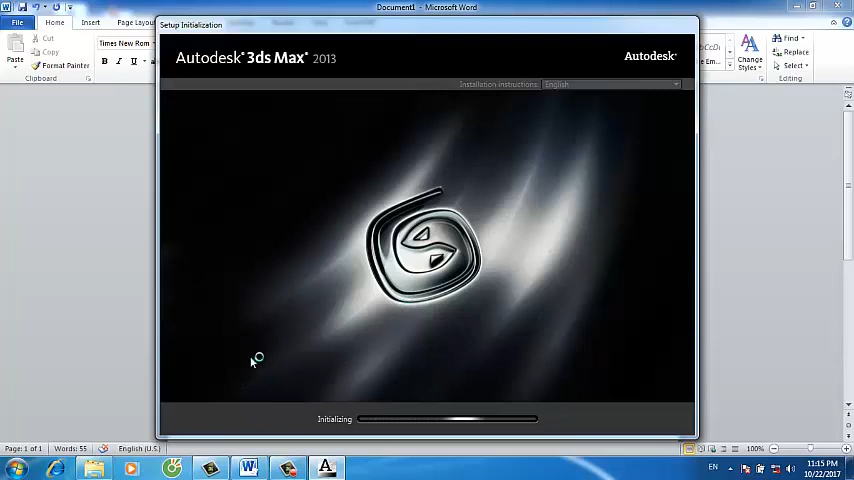 Document1 - Microsoft Word
File Home Insert Page Layou
Setup Initialization
Cut
Copy
Paste
Format Painter
Clipboard
Times New Rom
B I U
Autodesk® 3ds Max® 2013
Autodesk®
Installation instructions: English
Change
Styles
Find
Replace
Select
Editing
Initializing
Page: 1 of 1 Words: 55 English (U.S.)
100%
EN
11:15 PM
10/22/2017